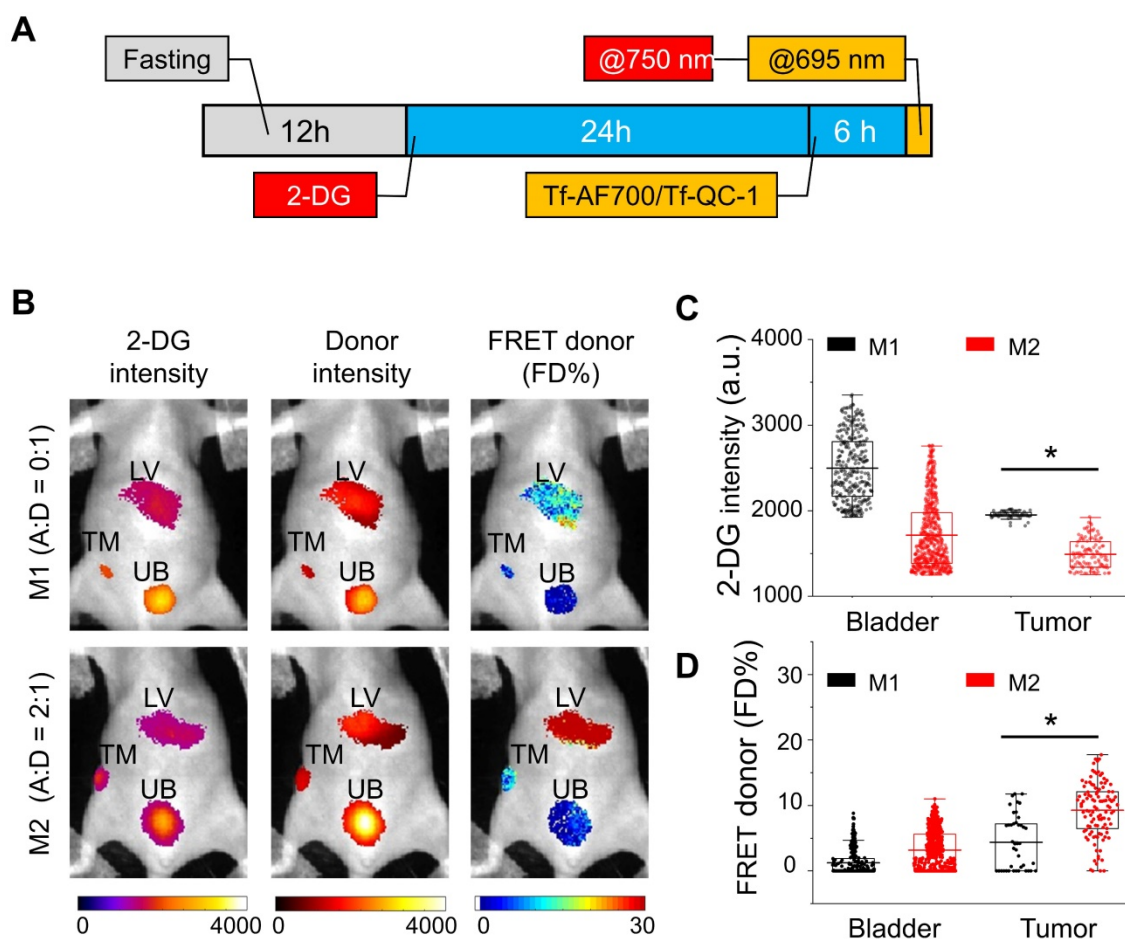 A
Fasting
@750 nm
@695 nm
12h
24h
6 h
2-DG
Tf-AF700/Tf-QC-1
B
2-DG
intensity
Donor
intensity
FRET donor
(FD%)
M1 (A:D = 0:1)
LV
TM
UB
LV
TM
UB
LV
TM
UB
M2 (A:D = 2:1)
LV
TM
UB
LV
TM
UB
LV
TM
UB
0 4000
0 4000
0 30
C
2-DG intensity (a.u.)
4000
3000
2000
1000
M1 M2
*
Bladder Tumor
D
FRET donor (FD%)
30
20
10
0
M1 M2
*
Bladder Tumor